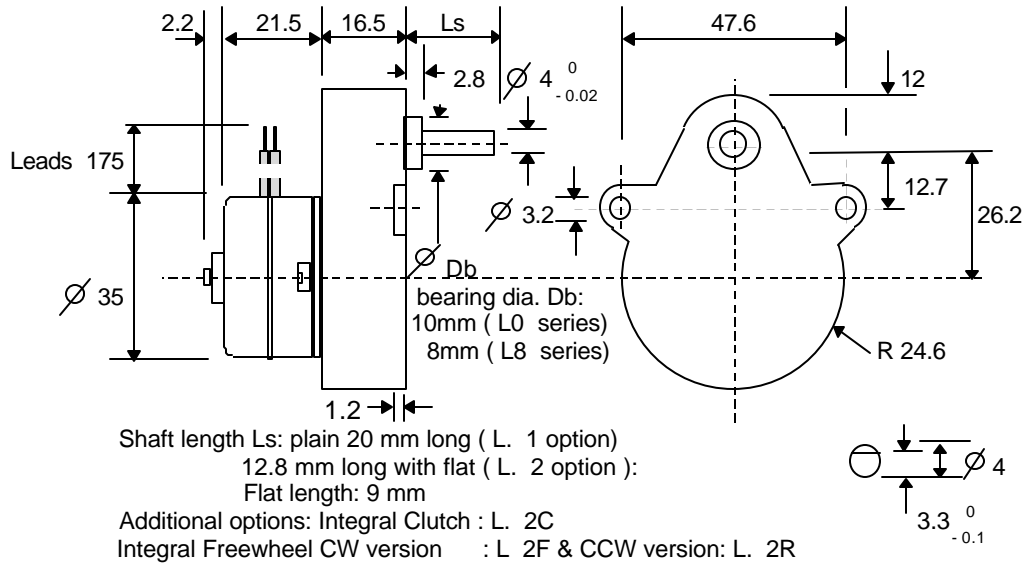 2.2 21.5 16.5 Ls 47.6
2.8 Ø 4 0 - 0.02 12
Leads 175
12.7
Ø 3.2 26.2
Ø 35
Ø Db
bearing dia. Db:
10mm ( L0 series)
8mm ( L8 series)
R 24.6
1.2
Shaft length Ls: plain 20 mm long ( L. 1 option)
12.8 mm long with flat ( L. 2 option ):
Flat length: 9 mm
Ø 4
3.3 0 - 0.1
Additional options: Integral Clutch : L. 2C
Integral Freewheel CW version : L 2F & CCW version: L. 2R